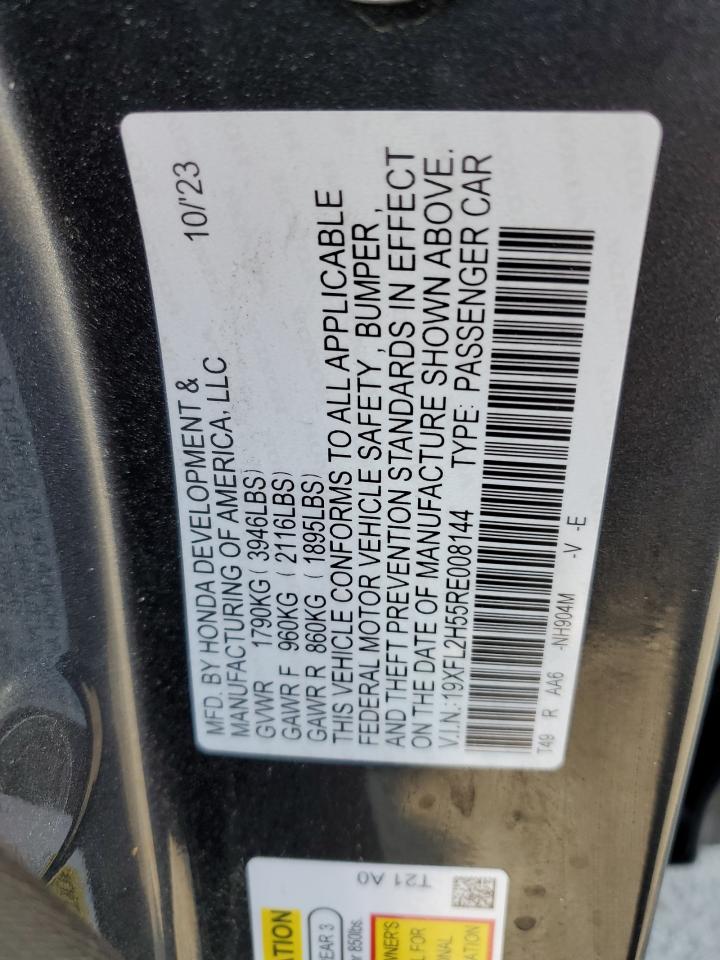 MFD. BY HONDA DEVELOPMENT & 10/'23
MANUFACTURING OF AMERICA, LLC
GVWR 1790KG ( 3946LBS)
GAWR F 960KG ( 2116LBS)
GAWR R 860KG ( 1895LBS)
THIS VEHICLE CONFORMS TO ALL APPLICABLE
FEDERAL MOTOR VEHICLE SAFETY , BUMPER ,
AND THEFT PREVENTION STANDARDS IN EFFECT
ON THE DATE OF MANUFACTURE SHOWN ABOVE.
V.I.N.:19XFL2H55RE008144 TYPE: PASSENGER CAR
T49 R AA6 -NH904M -V -E
T21 A0
850lbs.